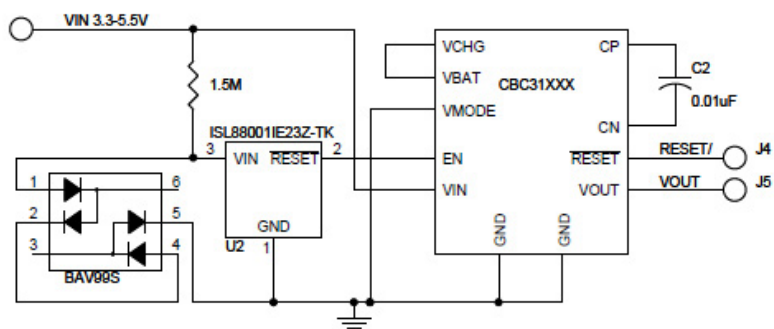 VIN 3.3-5.5V
1.5M
ISL88001IE23Z-TK
3 VIN RESET 2
GND
1
U2
1 6
2 5
3 4
BAV99S
VCHG CP
VBAT CBC31XXX
VMODE
CN
EN RESET
VIN VOUT
GND GND
C2
0.01uF
RESET/ J4
VOUT J5